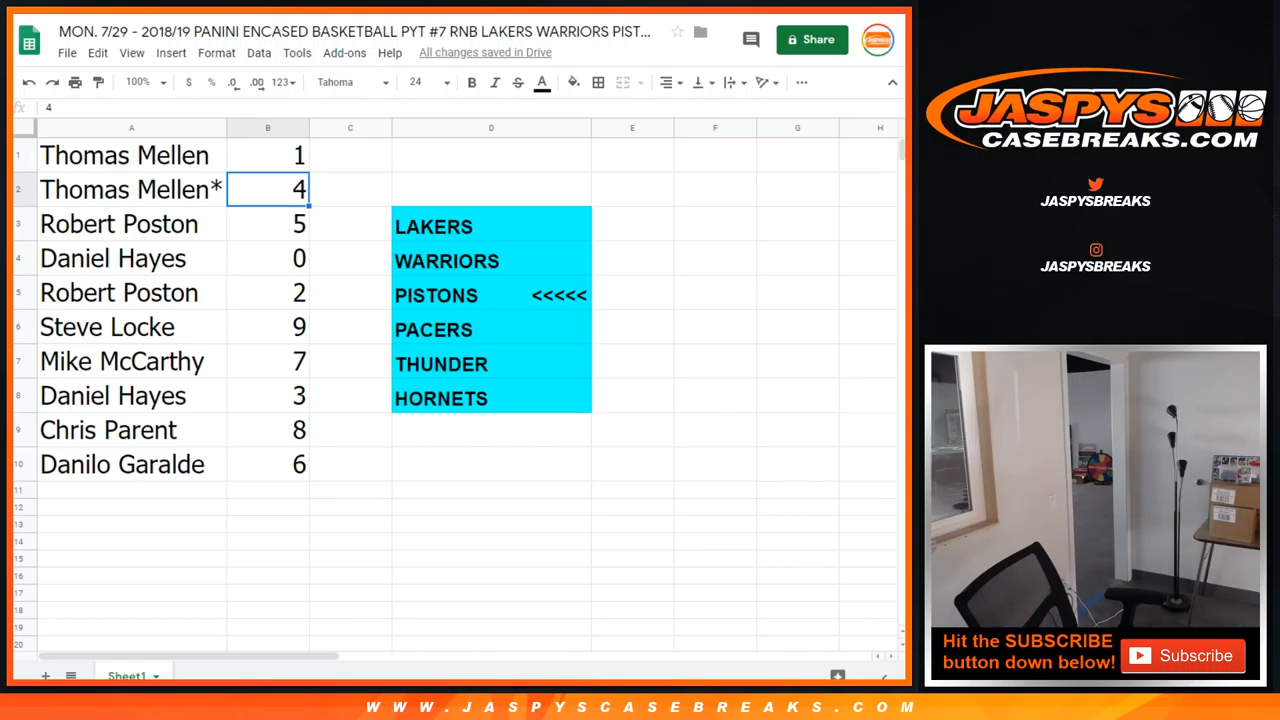 MON. 7/29 - 2018/19 PANINI ENCASED BASKETBALL PYT #7 RNB LAKERS WARRIORS PIST...
Share
File Edit View Insert Format Data Tools Add-ons Help All changes saved in Drive
100% $ % .0 .00 123 Tahoma 24 B I S A
fx 4
A B C D E F G H
1 Thomas Mellen 1
2 Thomas Mellen* 4
3 Robert Poston 5 LAKERS
4 Daniel Hayes 0 WARRIORS
5 Robert Poston 2 PISTONS <<<<<
6 Steve Locke 9 PACERS
7 Mike McCarthy 7 THUNDER
8 Daniel Hayes 3 HORNETS
9 Chris Parent 8
10 Danilo Garalde 6
11
12
13
14
15
16
17
18
19
20
Sheet1
JASPYS
CASEBREAKS.COM
JASPYSBREAKS
JASPYSBREAKS
Hit the SUBSCRIBE
button down below!
Subscribe
WWW.JASPYSCASEBREAKS.COM